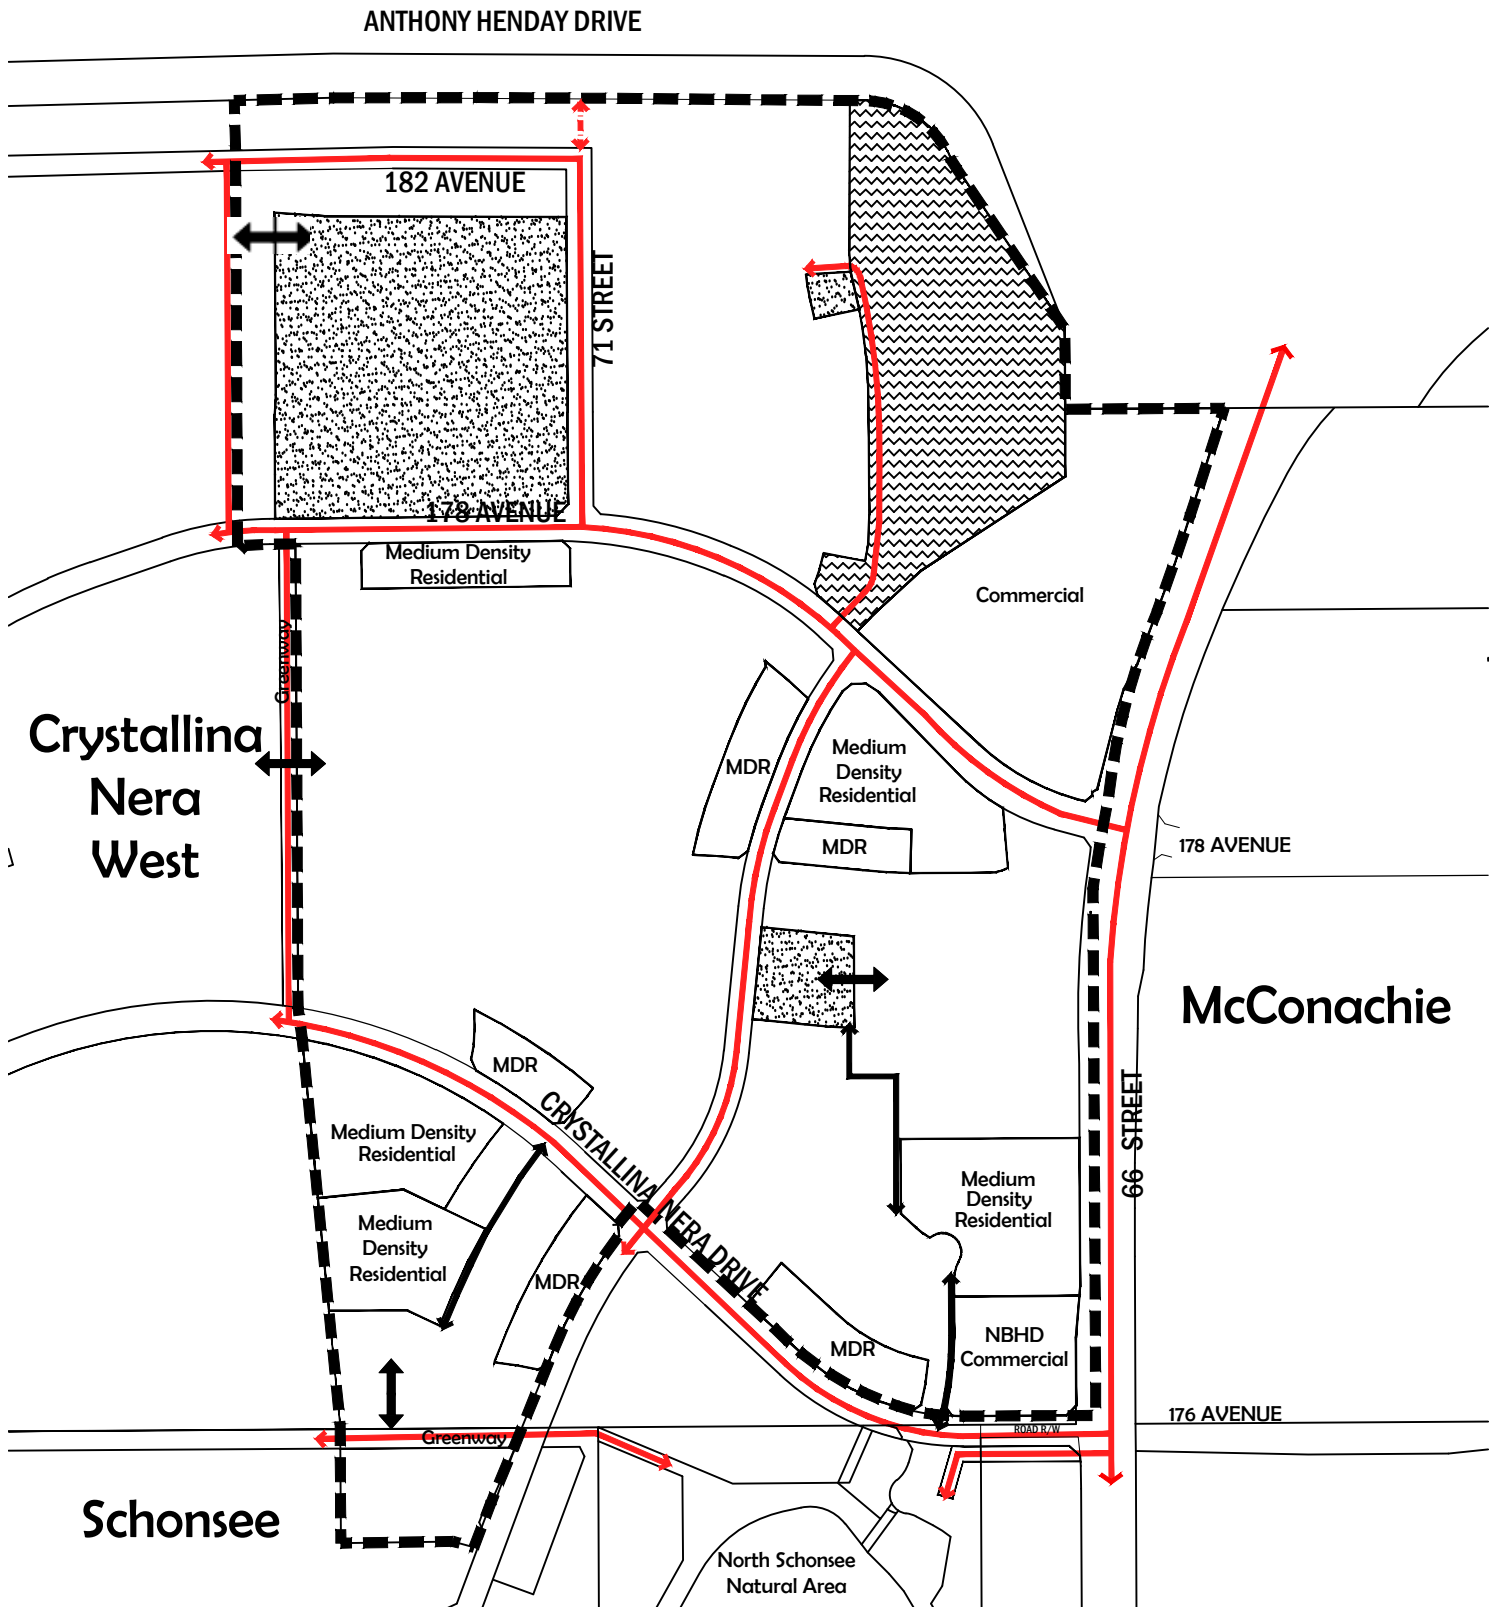 ANTHONY HENDAY DRIVE
182 AVENUE
71 STREET
178 AVENUE
Medium Density
Residential
Commercial
Greenway
Crystallina
Nera
West
MDR
Medium
Density
Residential
MDR
178 AVENUE
McConachie
MDR
CRYSTALLINA NERA DRIVE
66 STREET
Medium Density
Residential
Medium
Density
Residential
Medium
Density
Residential
MDR
MDR
NBHD
Commercial
176 AVENUE
ROAD R/W
Greenway
Schonsee
North Schonsee
Natural Area